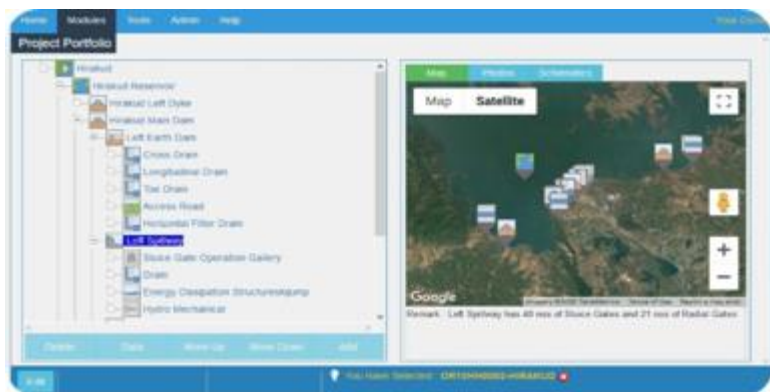 Home Modules Tools Admin Help
Project Portfolio
Hirakud
Hirakud Reservoir
Hirakud Left Dyke
Hirakud Main Dam
Left Earth Dam
Cross Drain
Longitudinal Drain
Toe Drain
Access Road
Horizontal Filter Drain
Left Spillway
Sluice Gate Operation Gallery
Drain
Energy Dissipation Structure
Hydro Mechanical
Delete Data Move Up Move Down Add
Map Photos Schematics
Map Satellite
Google
Remark : Left Spillway has 40 nos of Sluice Gates and 21 nos of Radial Gates
You Have Selected :